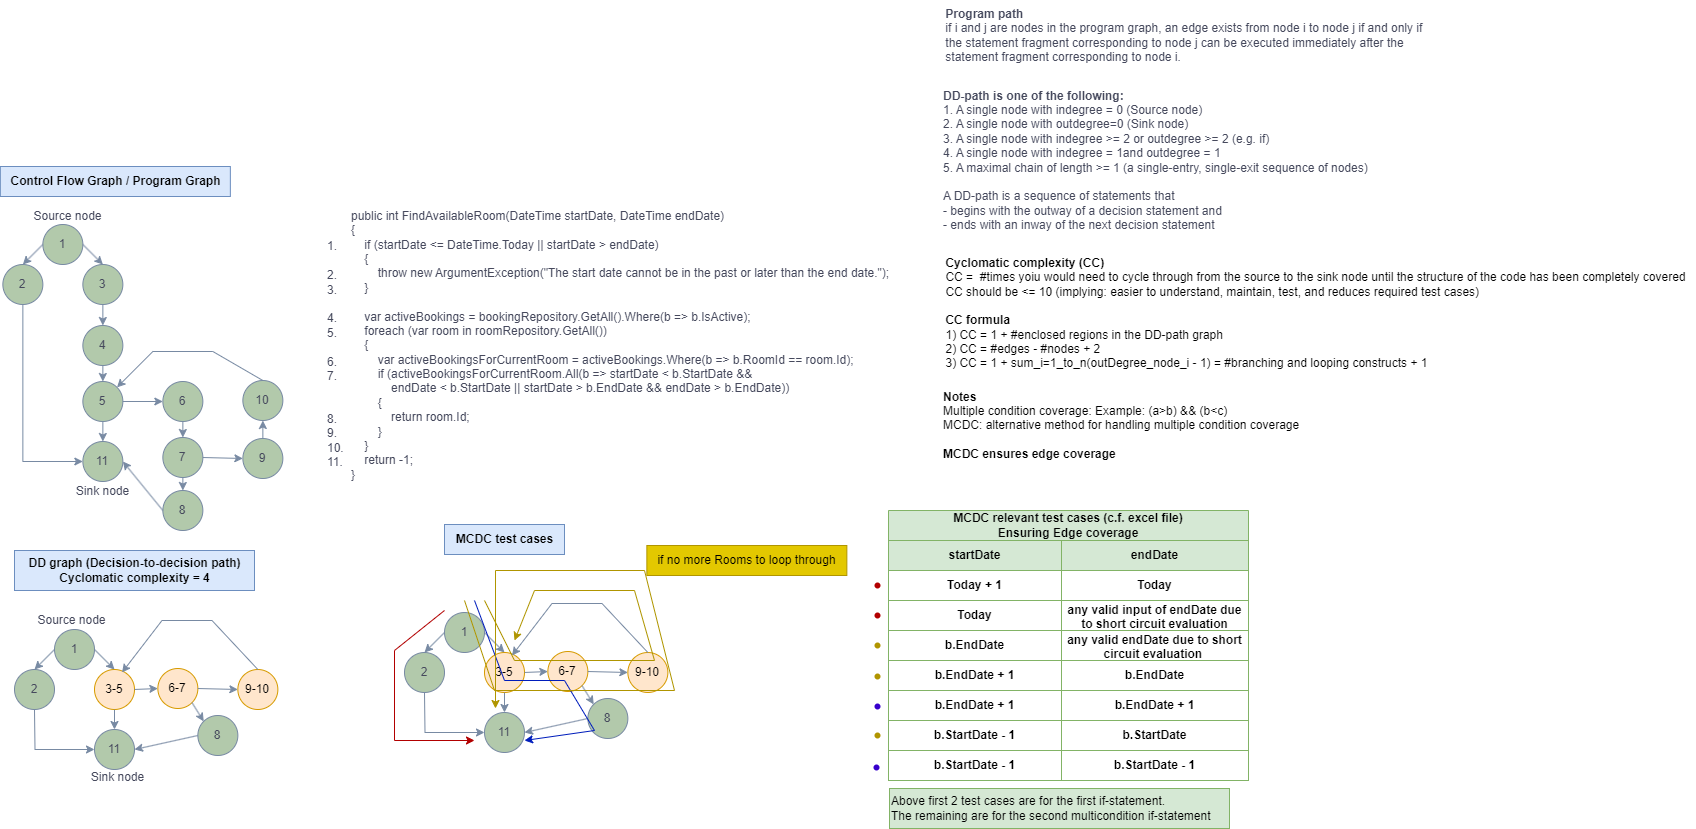 Program path
if i and j are nodes in the program graph, an edge exists from node i to node j if and only if
the statement fragment corresponding to node j can be executed immediately after the
statement fragment corresponding to node i.
DD-path is one of the following:
1. A single node with indegree = 0 (Source node)
2. A single node with outdegree=0 (Sink node)
3. A single node with indegree >= 2 or outdegree >= 2 (e.g. if)
4. A single node with indegree = 1and outdegree = 1
5. A maximal chain of length >= 1 (a single-entry, single-exit sequence of nodes)
A DD-path is a sequence of statements that
- begins with the outway of a decision statement and
- ends with an inway of the next decision statement
Cyclomatic complexity (CC)
CC =  #times yoiu would need to cycle through from the source to the sink node until the structure of the code has been completely covered
CC should be <= 10 (implying: easier to understand, maintain, test, and reduces required test cases)
CC formula
1) CC = 1 + #enclosed regions in the DD-path graph
2) CC = #edges - #nodes + 2
3) CC = 1 + sum_i=1_to_n(outDegree_node_i - 1) = #branching and looping constructs + 1
Notes
Multiple condition coverage: Example: (a>b) && (b<c)
MCDC: alternative method for handling multiple condition coverage
MCDC ensures edge coverage
Control Flow Graph / Program Graph
Source node
1
2
3
4
5
6
10
11
7
9
Sink node
8
public int FindAvailableRoom(DateTime startDate, DateTime endDate)
{
1. if (startDate <= DateTime.Today || startDate > endDate)
{
2. throw new ArgumentException("The start date cannot be in the past or later than the end date.");
3. }
4. var activeBookings = bookingRepository.GetAll().Where(b => b.IsActive);
5. foreach (var room in roomRepository.GetAll())
{
6. var activeBookingsForCurrentRoom = activeBookings.Where(b => b.RoomId == room.Id);
7. if (activeBookingsForCurrentRoom.All(b => startDate < b.StartDate &&
endDate < b.StartDate || startDate > b.EndDate && endDate > b.EndDate))
{
8. return room.Id;
9. }
10. }
11. return -1;
}
DD graph (Decision-to-decision path)
Cyclomatic complexity = 4
Source node
1
2
3-5
6-7
9-10
8
11
Sink node
MCDC test cases
if no more Rooms to loop through
1
2
3-5
6-7
9-10
8
11
MCDC relevant test cases (c.f. excel file)
Ensuring Edge coverage
startDate endDate
Today + 1 Today
Today any valid input of endDate due
to short circuit evaluation
b.EndDate any valid endDate due to short
circuit evaluation
b.EndDate + 1 b.EndDate
b.EndDate + 1 b.EndDate + 1
b.StartDate - 1 b.StartDate
b.StartDate - 1 b.StartDate - 1
Above first 2 test cases are for the first if-statement.
The remaining are for the second multicondition if-statement